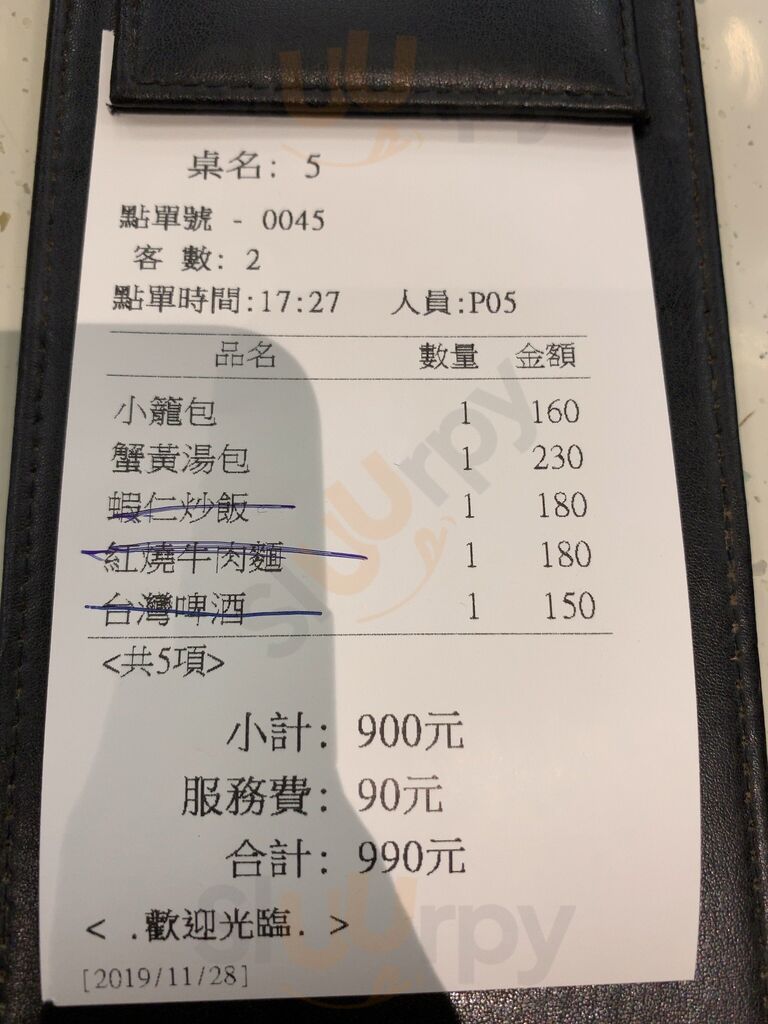 桌名: 5
點單號 - 0045
客 數: 2
點單時間:17:27 人員:P05
品名 數量 金額
小籠包 1 160
蟹黃湯包 1 230
蝦仁炒飯 1 180
紅燒牛肉麵 1 180
台灣啤酒 1 150
<共5項>
小計: 900元
服務費: 90元
合計: 990元
< .歡迎光臨. >
[2019/11/28]
sluurpy
sluurpy